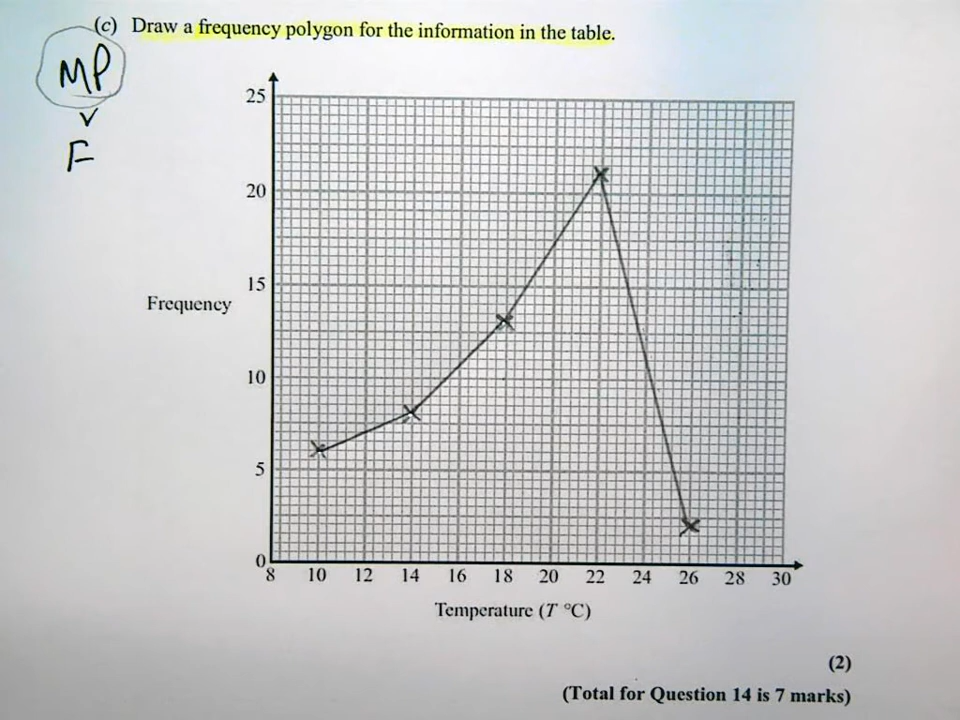 (c) Draw a frequency polygon for the information in the table.
MP
F
25
20
15
Frequency
10
5
0
8 10 12 14 16 18 20 22 24 26 28 30
Temperature (T °C)
(2)
(Total for Question 14 is 7 marks)